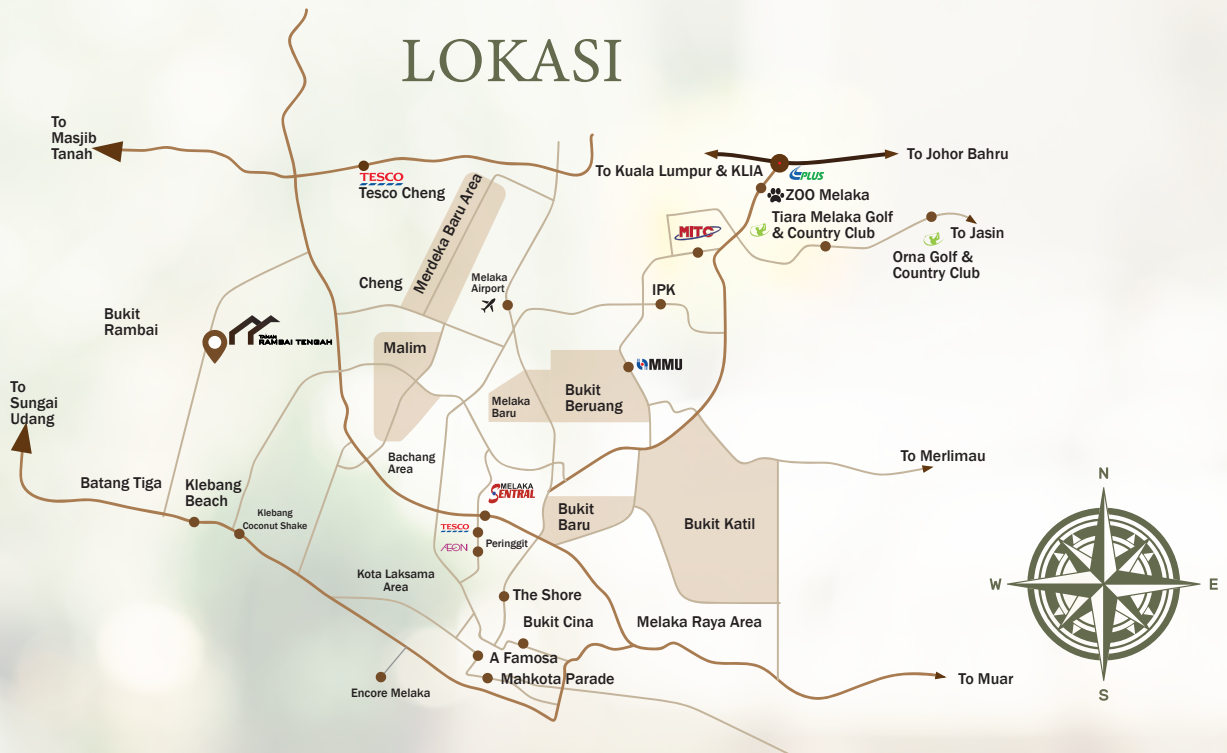 LOKASI
To
Masjib
Tanah
TESCO
Tesco Cheng
Merdeka Baru Area
To Kuala Lumpur & KLIA
To Johor Bahru
PLUS
ZOO Melaka
Tiara Melaka Golf
& Country Club
MITC
To Jasin
Orna Golf &
Country Club
Cheng
Melaka
Airport
IPK
Bukit
Rambai
TAMAN
RAMBAI TENGAH
Malim
MMU
Bukit
Beruang
Melaka
Baru
To
Sungai
Udang
Bachang
Area
To Merlimau
Batang Tiga
Klebang
Beach
Klebang
Coconut Shake
MELAKA
SENTRAL
TESCO
AEON
Peringgit
Bukit
Baru
Bukit Katil
Kota Laksama
Area
The Shore
Bukit Cina
Melaka Raya Area
A Famosa
Mahkota Parade
Encore Melaka
To Muar
N
W
E
S